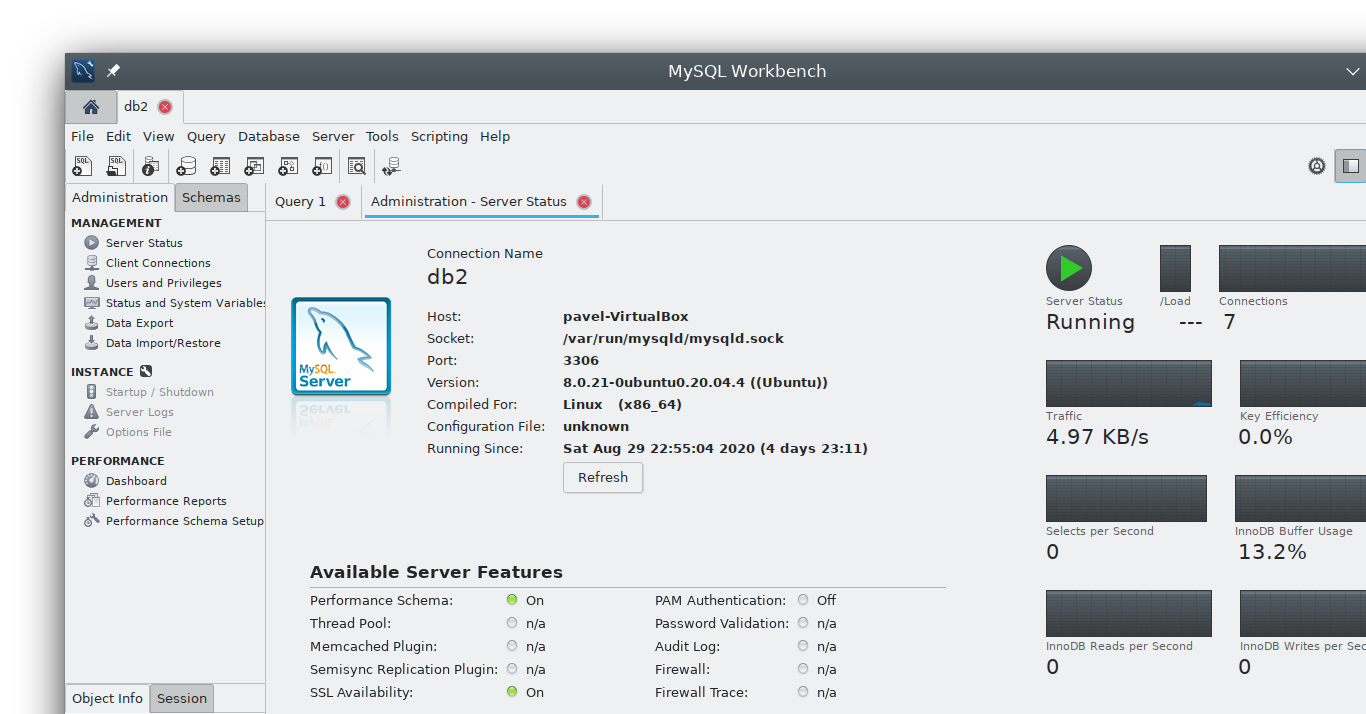 MySQL Workbench
db2
File Edit View Query Database Server Tools Scripting Help
SQL SQL
Administration Schemas
MANAGEMENT
Server Status
Client Connections
Users and Privileges
Status and System Variables
Data Export
Data Import/Restore
INSTANCE
Startup / Shutdown
Server Logs
Options File
PERFORMANCE
Dashboard
Performance Reports
Performance Schema Setup
Object Info Session
Query 1 Administration - Server Status
Connection Name
db2
MySQL
Server
Host: pavel-VirtualBox
Socket: /var/run/mysqld/mysqld.sock
Port: 3306
Version: 8.0.21-0ubuntu0.20.04.4 ((Ubuntu))
Compiled For: Linux (x86_64)
Configuration File: unknown
Running Since: Sat Aug 29 22:55:04 2020 (4 days 23:11)
Refresh
Available Server Features
Performance Schema: On PAM Authentication: Off
Thread Pool: n/a Password Validation: n/a
Memcached Plugin: n/a Audit Log: n/a
Semisync Replication Plugin: n/a Firewall: n/a
SSL Availability: On Firewall Trace: n/a
Server Status /Load Connections
Running --- 7
Traffic Key Efficiency
4.97 KB/s 0.0%
Selects per Second InnoDB Buffer Usage
0 13.2%
InnoDB Reads per Second InnoDB Writes per Sec
0 0